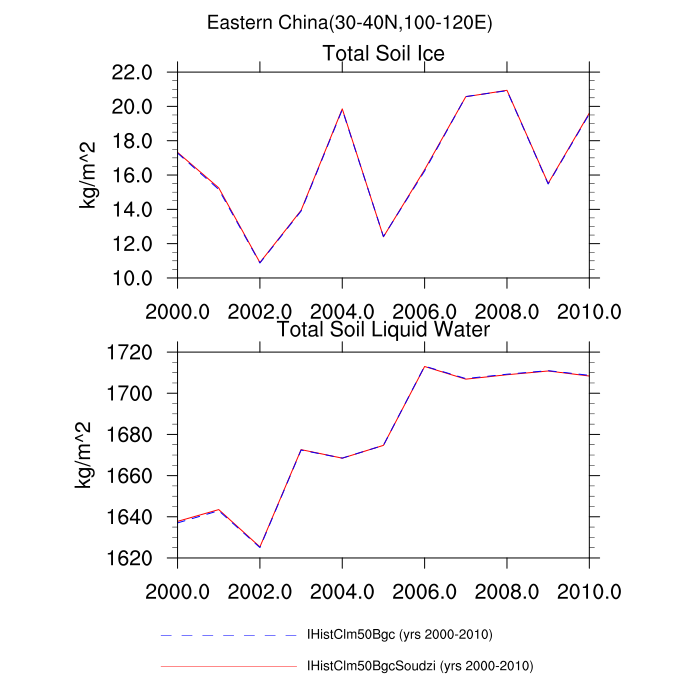 Eastern China(30-40N,100-120E)
Total Soil Ice
22.0
20.0
18.0
16.0
14.0
12.0
10.0
kg/m^2
2000.0 2002.0 2004.0 2006.0 2008.0 2010.0
Total Soil Liquid Water
1720
1700
1680
1660
1640
1620
kg/m^2
2000.0 2002.0 2004.0 2006.0 2008.0 2010.0
IHistClm50Bgc (yrs 2000-2010)
IHistClm50BgcSoudzi (yrs 2000-2010)